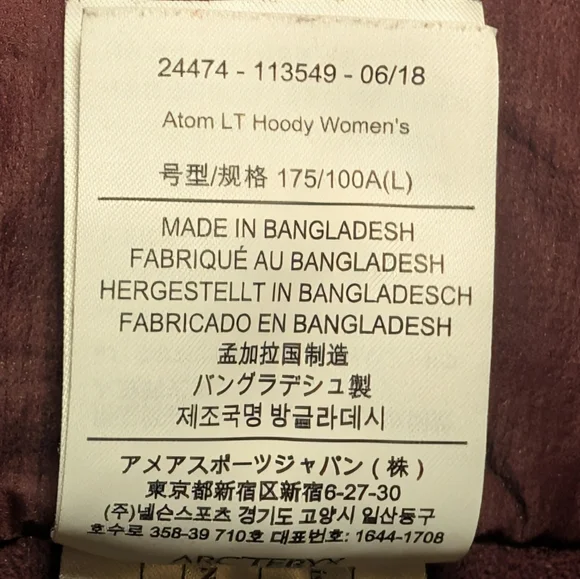 24474 - 113549 - 06/18
Atom LT Hoody Women's
号型/规格 175/100A(L)
MADE IN BANGLADESH
FABRIQUÉ AU BANGLADESH
HERGESTELLT IN BANGLADESCH
FABRICADO EN BANGLADESH
孟加拉国制造
バングラデシュ製
제조국명 방글라데시
アメアスポーツジャパン ( 株 )
東京都新宿区新宿6-27-30
(주)넬슨스포츠 경기도 고양시 일산동구
호수로 358-39 710호 대표번호: 1644-1708
ARC'TERYX